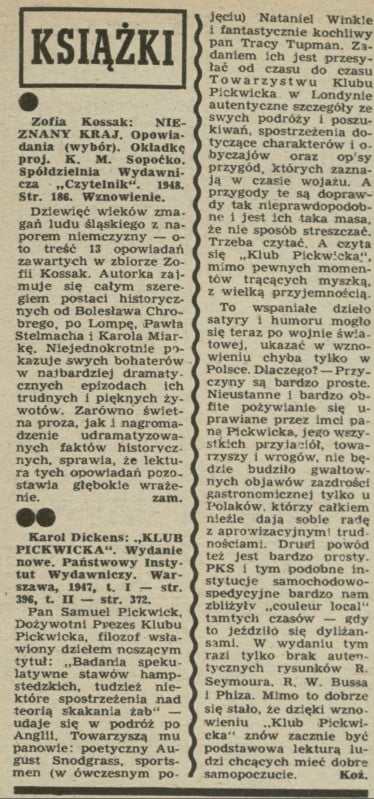 KSIĄŻKI
Zofia Kossak: NIE-
ZNANY KRAJ. Opowia-
dania (wybór). Okładkę
proj. K. M. Sopoćko.
Spółdzielnia Wydawni-
cza „Czytelnik". 1948.
Str. 186. Wznowienie.
Dziewięć wieków zma-
gań ludu śląskiego z na-
porem niemczyzny — o-
to treść 13 opowiadań
zawartych w zbiorze Zo-
fii Kossak. Autorka zaj-
muje się całym szere-
giem postaci historycz-
nych od Bolesława Chro-
brego, po Lompę, Pawła
Stelmacha i Karola Miar-
kę. Niejednokrotnie po-
kazuje swych bohaterów
w najbardziej dramaty-
cznych epizodach ich
trudnych i pięknych ży-
wotów. Zarówno świet-
na proza, jak i nagroma-
dzenie udramatyzowa-
nych faktów historycz-
nych, sprawia, że lektu-
ra tych opowiadań pozo-
stawia głębokie wraże-
nie. zam.
Karol Dickens: „KLUB
PICKWICKA". Wydanie
nowe. Państwowy Insty-
tut Wydawniczy. War-
szawa, 1947, t. I — str.
396, t. II — str. 372.
Pan Samuel Pickwick,
Dożywotni Prezes Klubu
Pickwicka, filozof wsła-
wiony dziełem noszącym
tytuł: „Badania speku-
latywne stawów hamp-
stedzkich, tudzież nie-
które spostrzeżenia nad
teorią skakania żab" —
udaje się w podróż po
Anglii. Towarzyszą mu
panowie: poetyczny Au-
gust Snodgrass, sports-
men (w ówczesnym po-
jęciu) Nataniel Winkle
i fantastycznie kochliwy
pan Tracy Tupman. Za-
daniem ich jest przesy-
łać od czasu do czasu
Towarzystwu Klubu
Pickwicka w Londynie
autentyczne szczegóły ze
swych podróży i poszu-
kiwań, spostrzeżenia do-
tyczące charakterów i o-
byczajów oraz opisy
przygód, których zazna-
ją w czasie wojażu. A
przygody te są dopraw-
dy tak nieprawdopodob-
ne i jest ich taka masa,
że nie sposób streszczać.
Trzeba czytać. A czyta
się „Klub Pickwicka",
mimo pewnych momen-
tów trącących myszką,
z wielką przyjemnością.
To wspaniałe dzieło
satyry i humoru mogło
się teraz po wojnie świa-
towej, ukazać w wzno-
wieniu chyba tylko w
Polsce. Dlaczego? — Przy-
czyny są bardzo proste.
Nieustanne i bardzo ob-
fite pożywianie się u-
prawiane przez imci pa-
na Pickwicka, jego wszy-
stkich przyjaciół, towa-
rzyszy i wrogów, nie bę-
dzie budziło gwałtow-
nych objawów zazdrości
gastronomicznej tylko u
Polaków, którzy całkiem
nieźle dają sobie radę
z aprowizacyjnymi trud-
nościami. Drugi powód
też jest bardzo prosty.
PKS i tym podobne in-
stytucje samochodowo-
spedycyjne bardzo nam
zbliżyły „couleur local"
tamtych czasów — gdy
to jeździło się dyliżan-
sami. W wydaniu tym
razi tylko brak auten-
tycznych rysunków R.
Seymoura, R. W. Bussa
i Phiza. Mimo to dobrze
się stało, że dzięki wzno-
wieniu „Klub Pickwic-
ka" znów zacznie być
podstawowa lekturą lu-
dzi chcących mieć dobre
samopoczucie. Koź.